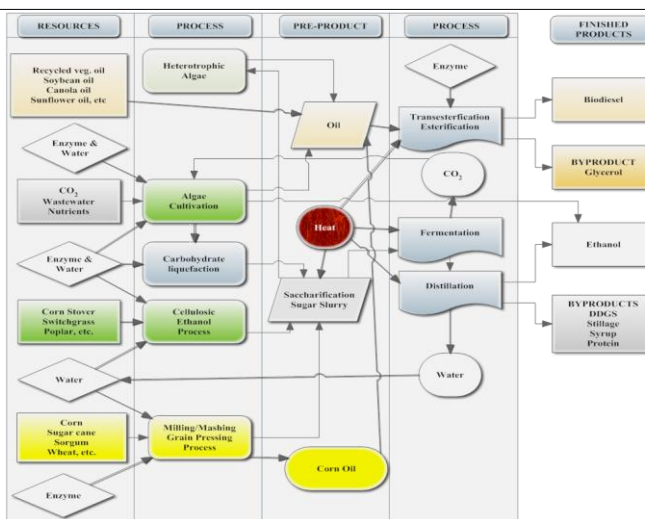 RESOURCES
PROCESS
PRE-PRODUCT
PROCESS
FINISHED
PRODUCTS
Recycled veg. oil
Soybean oil
Canola oil
Sunflower oil, etc
Heterotrophic
Algae
Enzyme
Oil
Transesterfication
Esterification
Biodiesel
Enzyme &
Water
CO2
BYPRODUCT
Glycerol
CO2
Wastewater
Nutrients
Algae
Cultivation
Heat
Fermentation
Ethanol
Enzyme &
Water
Carbohydrate
liquefaction
Saccharification
Sugar Slurry
Distillation
Corn Stover
Switchgrass
Poplar, etc.
Cellulosic
Ethanol
Process
BYPRODUCTS
DDGS
Stillage
Syrup
Protein
Water
Water
Corn
Sugar cane
Sorgum
Wheat, etc.
Milling/Mashing
Grain Pressing
Process
Corn Oil
Enzyme